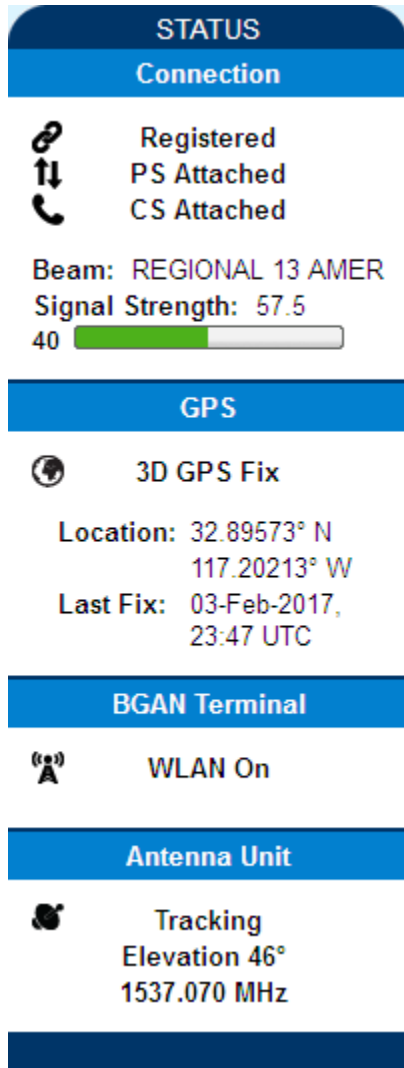 STATUS
Connection
Registered
PS Attached
CS Attached
Beam: REGIONAL 13 AMER
Signal Strength: 57.5
40
GPS
3D GPS Fix
Location: 32.89573° N
117.20213° W
Last Fix: 03-Feb-2017,
23:47 UTC
BGAN Terminal
WLAN On
Antenna Unit
Tracking
Elevation 46°
1537.070 MHz